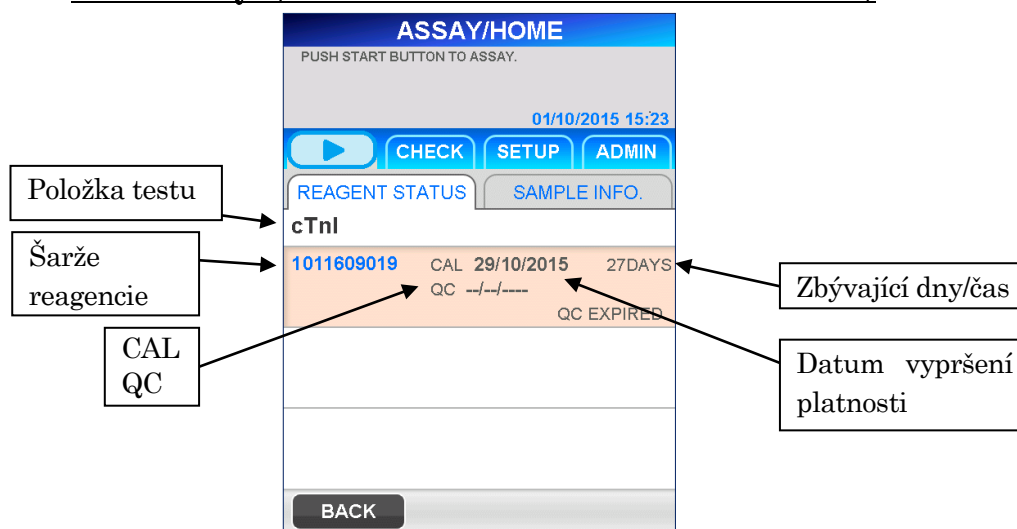 ASSAY/HOME
PUSH START BUTTON TO ASSAY.
01/10/2015 15:23
CHECK SETUP ADMIN
REAGENT STATUS SAMPLE INFO.
Položka testu
cTnI
Šarže
reagencie
1011609019 CAL 29/10/2015 27DAYS
QC --/--/----
QC EXPIRED
Zbývající dny/čas
CAL
QC
Datum vypršení
platnosti
BACK